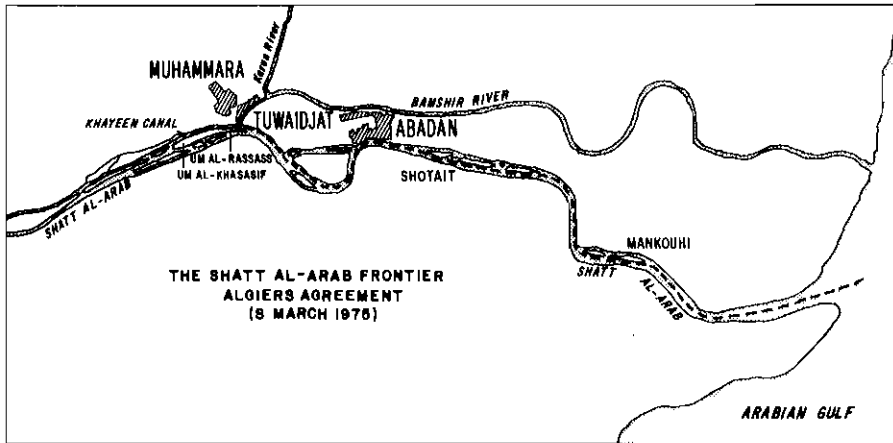 Karun River
MUHAMMARA
KHAYEEN CANAL
TUWAIDJAT
BAMSHIR RIVER
ABADAN
UM AL-RASSASS
UM AL-KHASASIF
SHATT AL-ARAB
SHOTAIT
MANKOUHI
SHATT
AL-ARAB
THE SHATT AL-ARAB FRONTIER
ALGIERS AGREEMENT
(8 MARCH 1975)
ARABIAN GULF